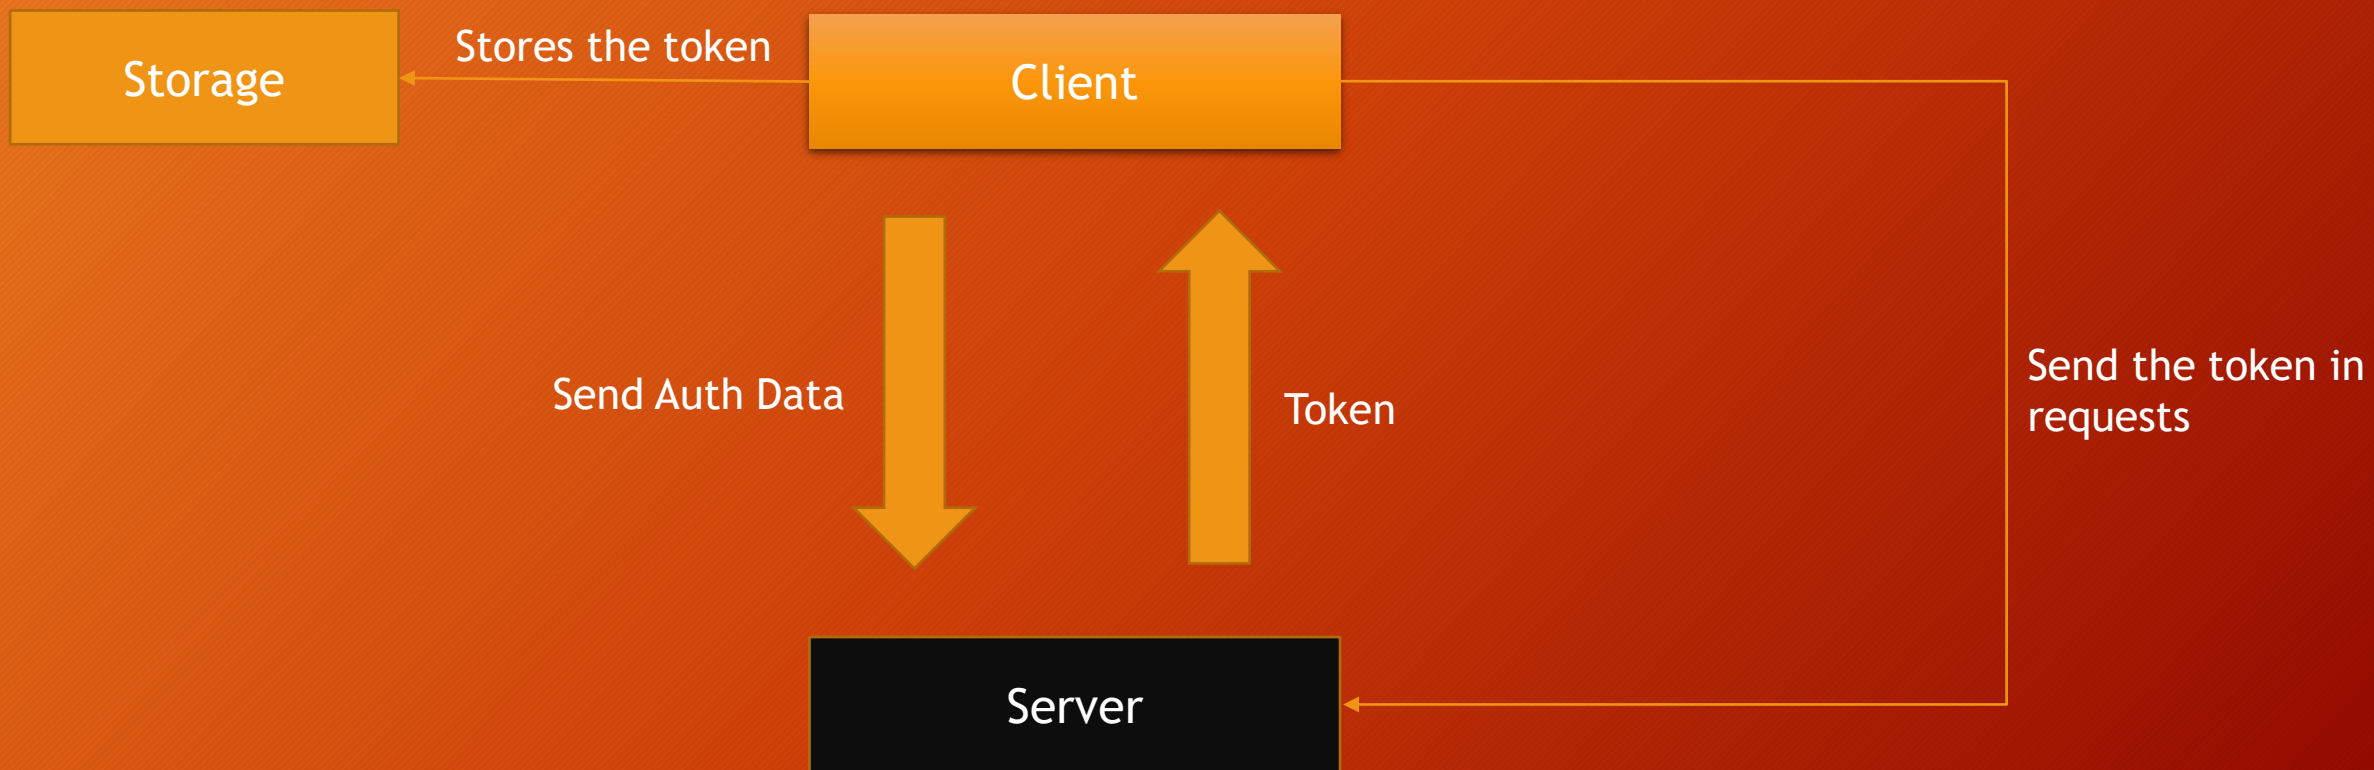 Storage
Stores the token
Client
Send Auth Data
Token
Send the token in
requests
Server